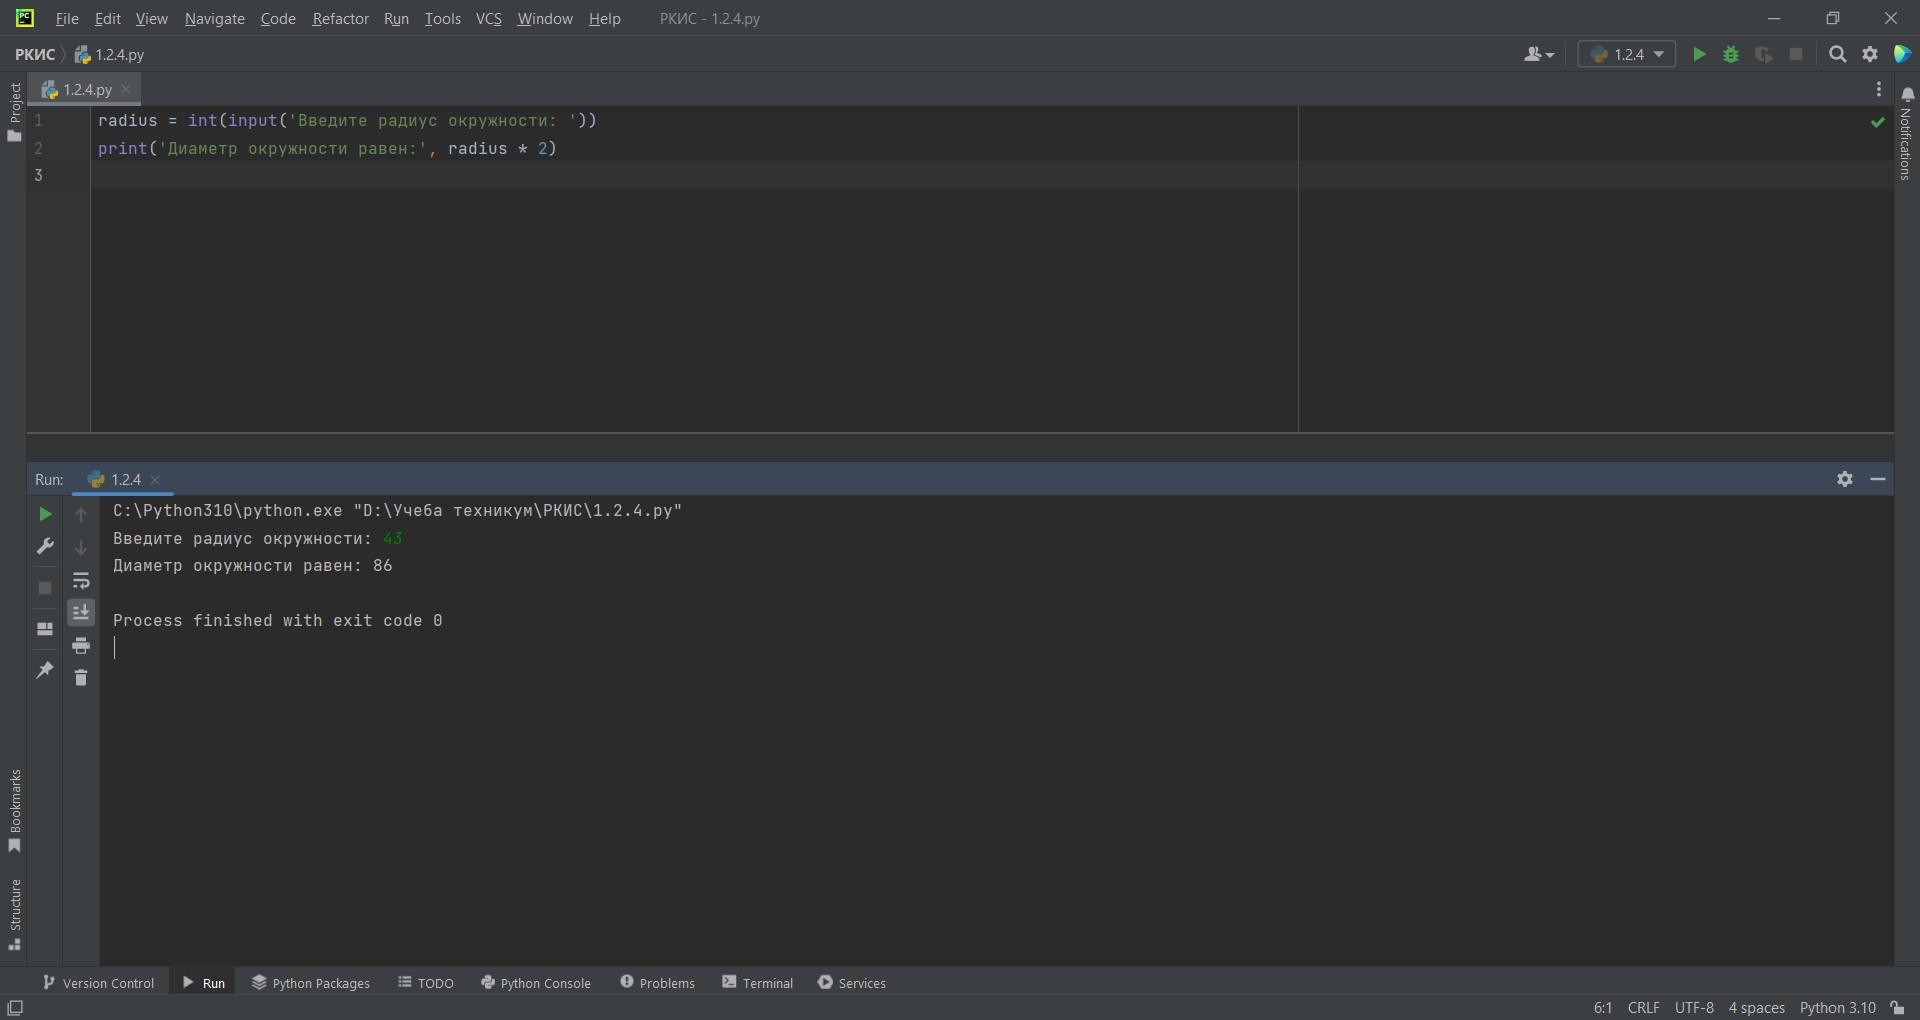 PC File Edit View Navigate Code Refactor Run Tools VCS Window Help РКИС - 1.2.4.py
РКИС 1.2.4.py 1.2.4
Project
1.2.4.py
Notifications
1 radius = int(input('Введите радиус окружности: '))
2 print('Диаметр окружности равен:', radius * 2)
3
Run: 1.2.4
C:\Python310\python.exe "D:\Учеба техникум\РКИС\1.2.4.py"
Введите радиус окружности: 43
Диаметр окружности равен: 86
Process finished with exit code 0
Bookmarks
Structure
Version Control Run Python Packages TODO Python Console Problems Terminal Services
6:1 CRLF UTF-8 4 spaces Python 3.10